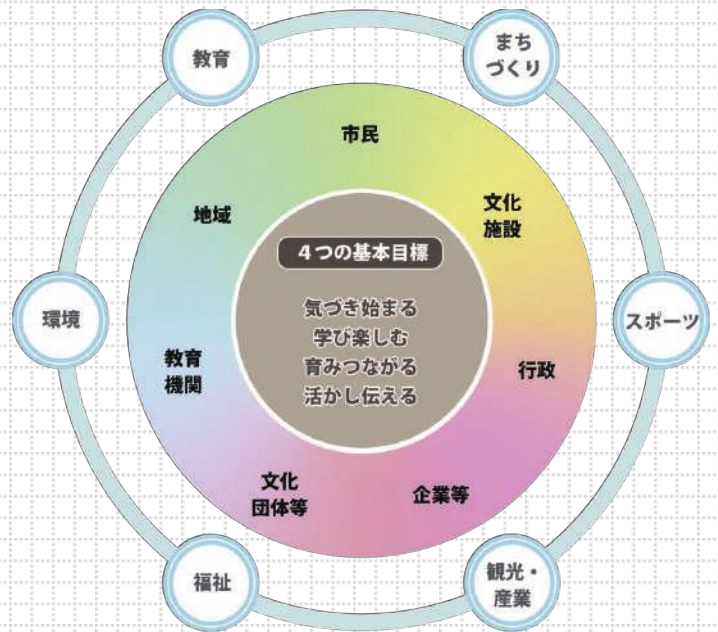 教育
まち
づくり
市民
地域
文化
施設
4つの基本目標
気づき始まる
学び楽しむ
育みつながる
活かし伝える
環境
スポーツ
教育
機関
行政
文化
団体等
企業等
福祉
観光・
産業